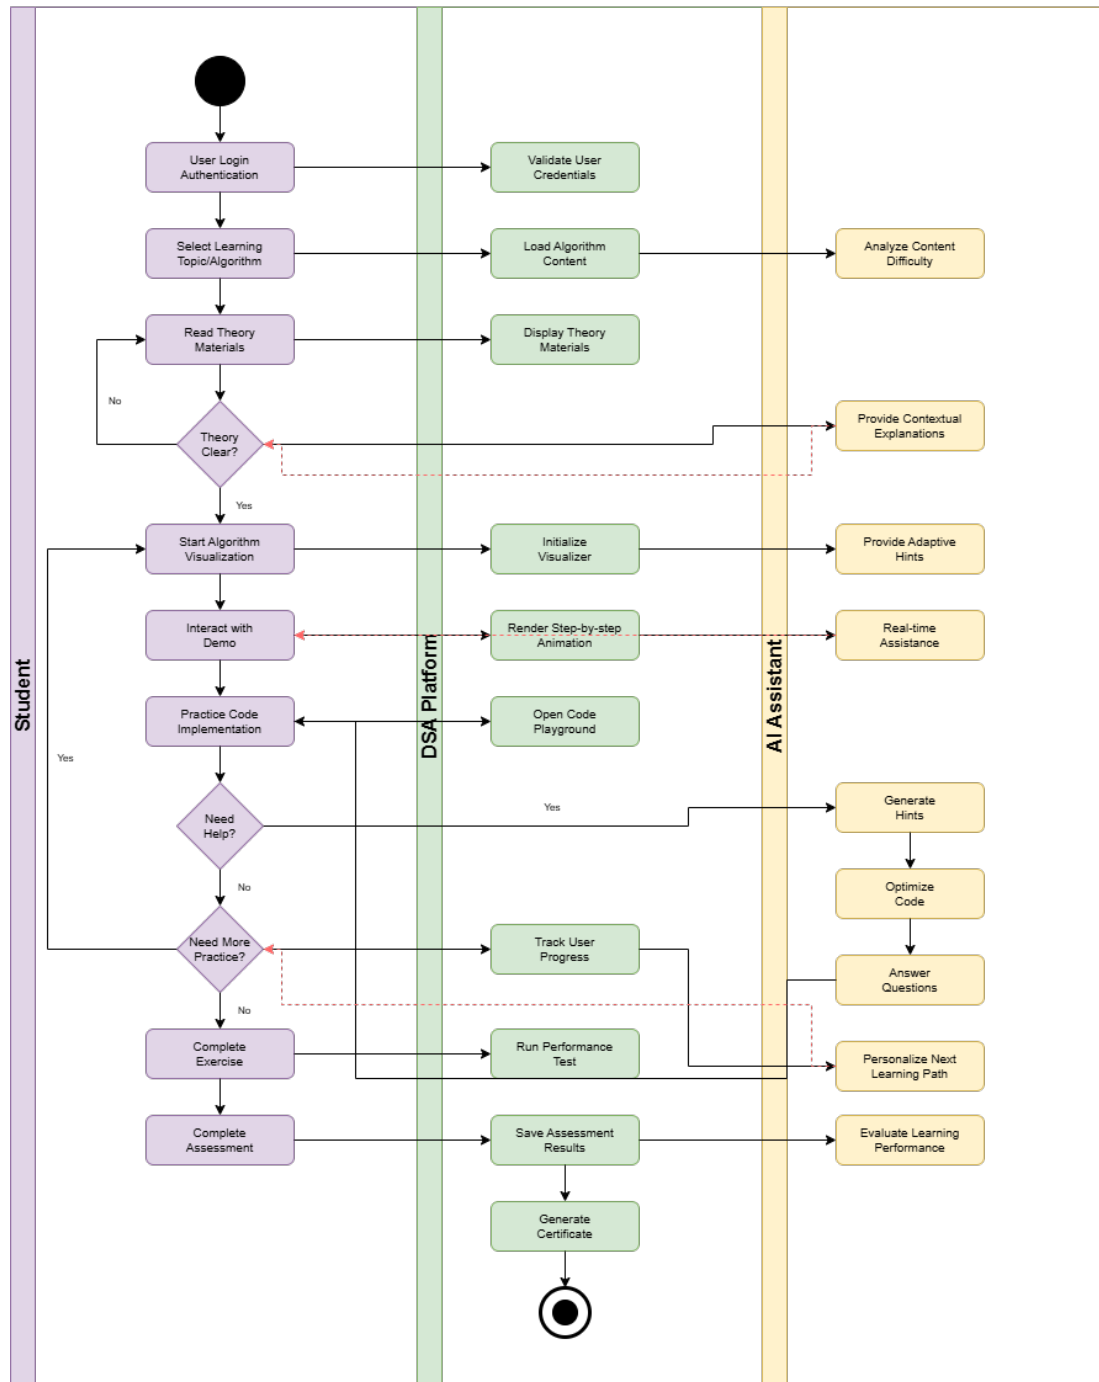 User Login
Authentication
Validate User
Credentials
Select Learning
Topic/Algorithm
Load Algorithm
Content
Analyze Content
Difficulty
Read Theory
Materials
Display Theory
Materials
No
Theory
Clear?
Provide Contextual
Explanations
Yes
Start Algorithm
Visualization
Initialize
Visualizer
Provide Adaptive
Hints
Interact with
Demo
Render Step-by-step
Animation
Real-time
Assistance
Student
DSA Platform
AI Assistant
Practice Code
Implementation
Open Code
Playground
Yes
Need
Help?
Yes
Generate
Hints
No
Optimize
Code
Need More
Practice?
Track User
Progress
Answer
Questions
No
Complete
Exercise
Run Performance
Test
Personalize Next
Learning Path
Complete
Assessment
Save Assessment
Results
Evaluate Learning
Performance
Generate
Certificate